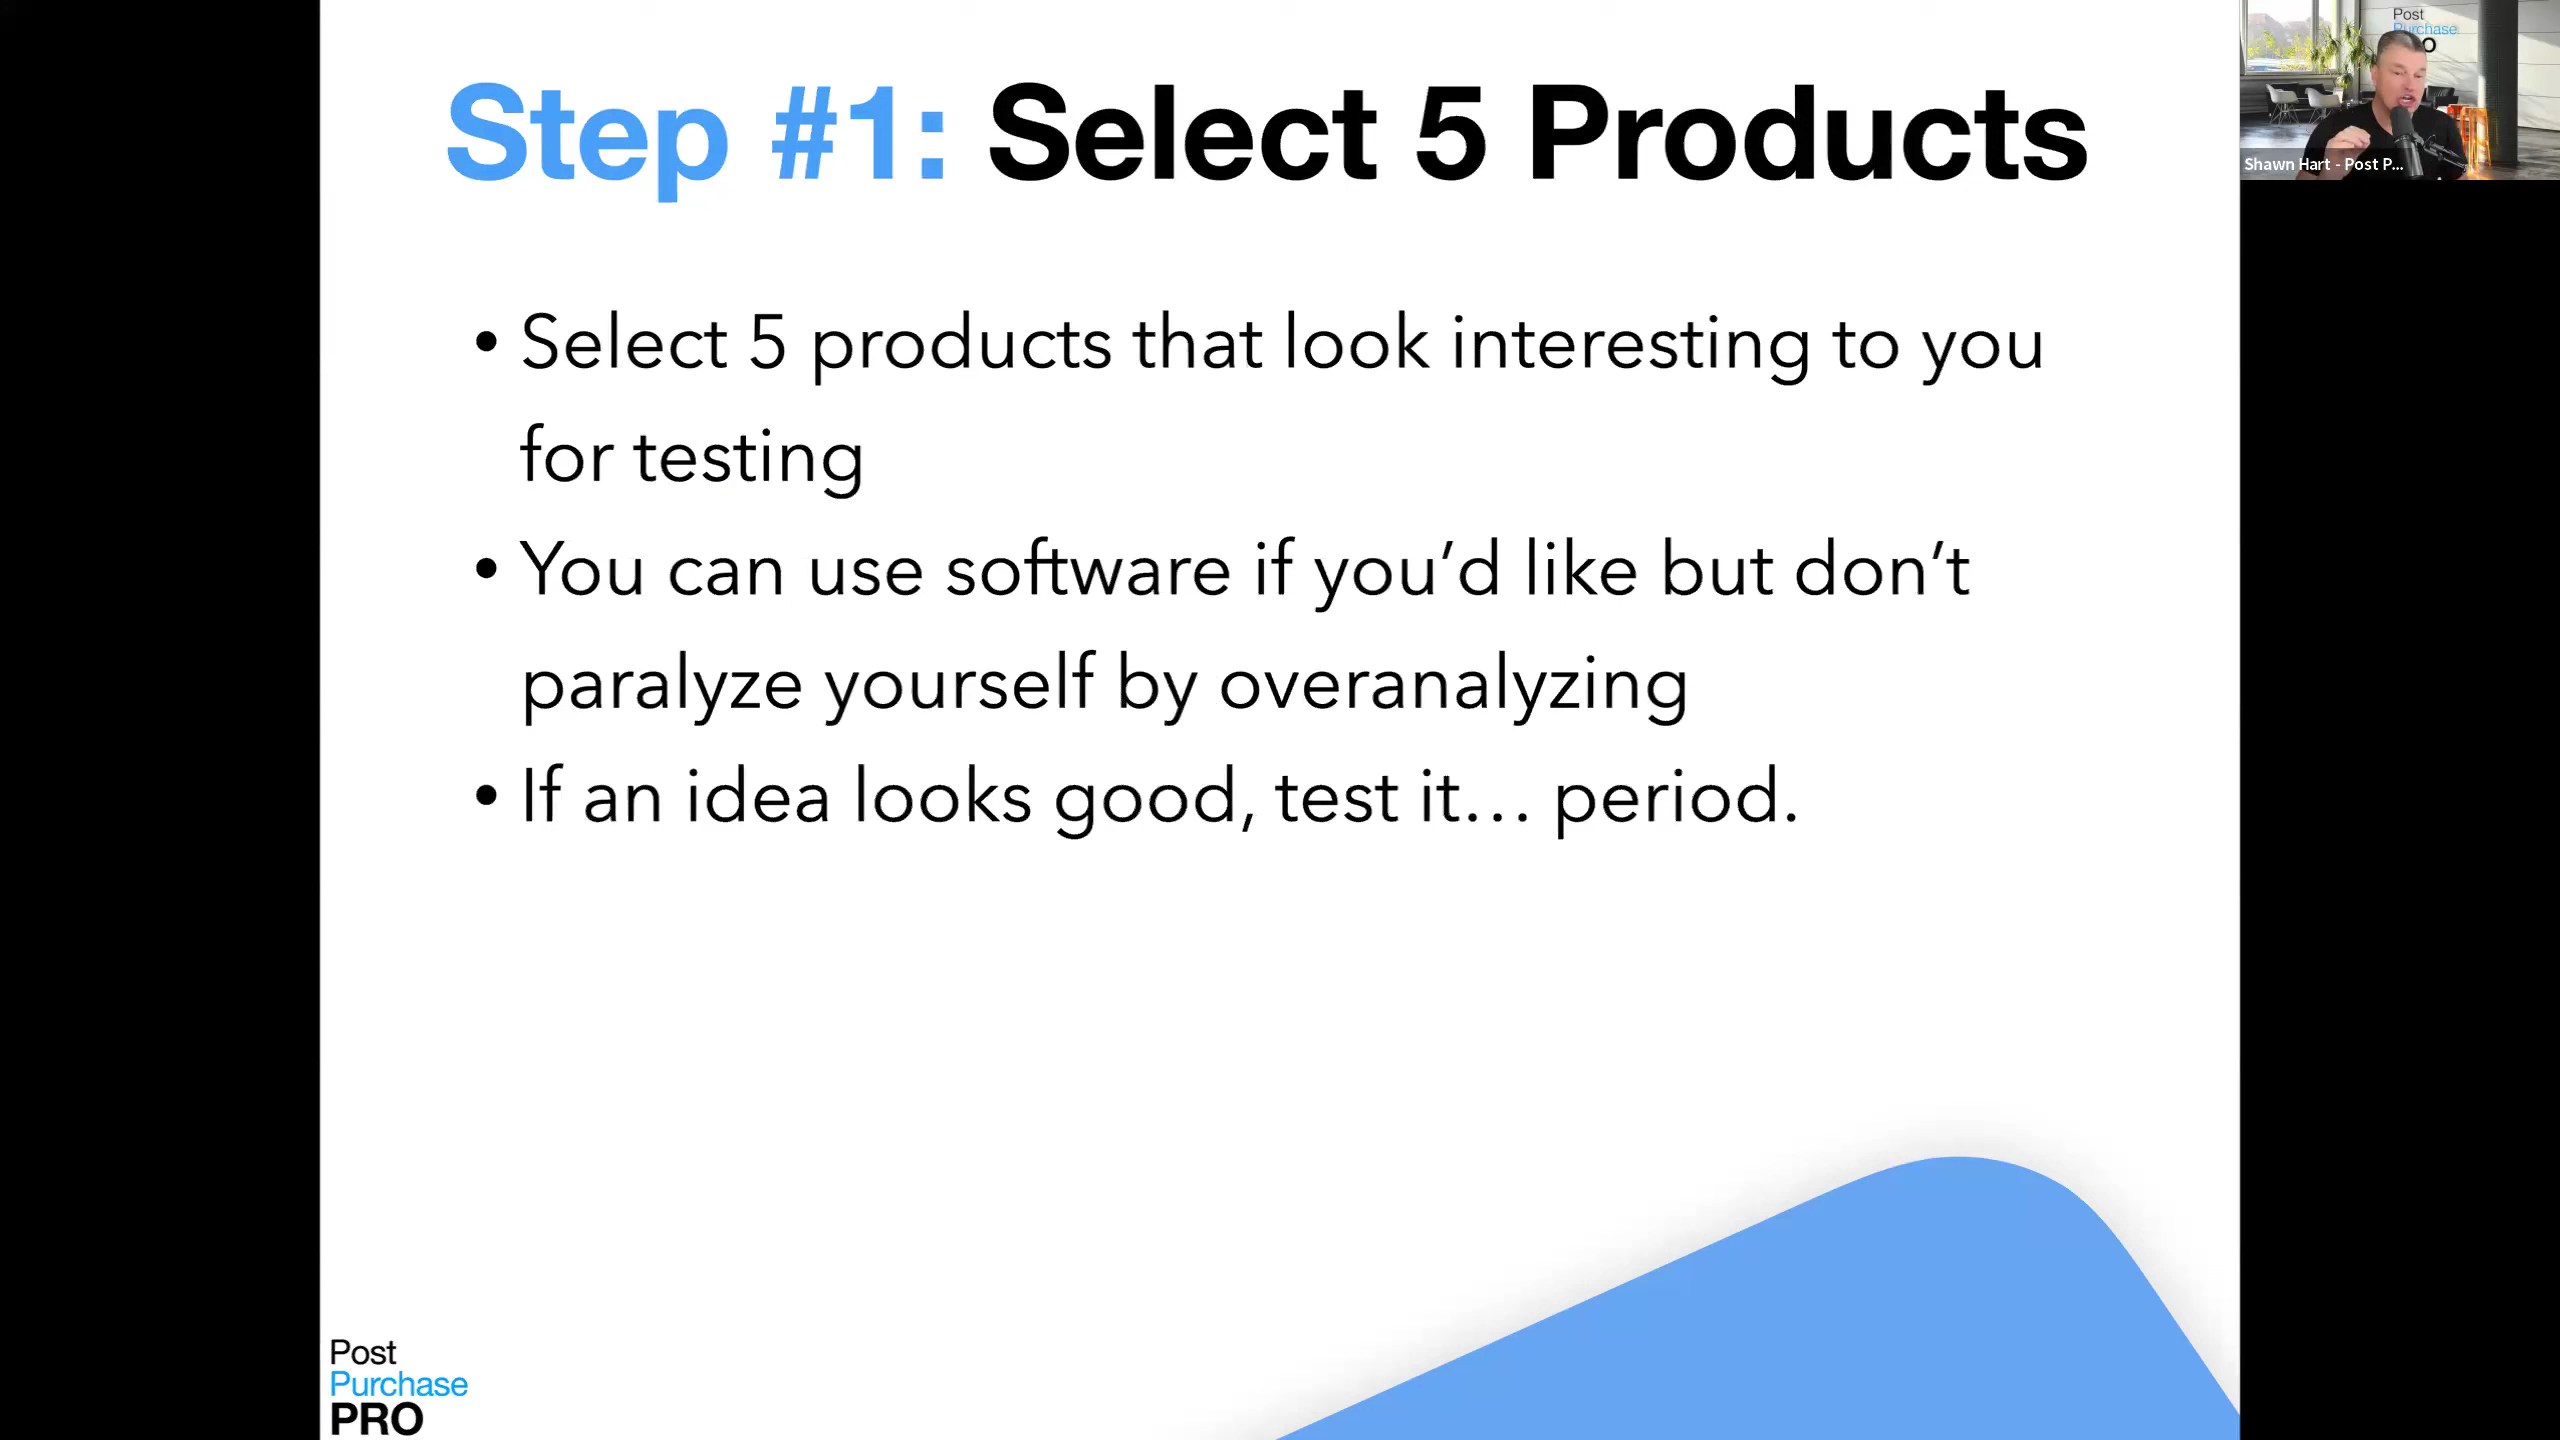 Step #1: Select 5 Products
• Select 5 products that look interesting to you
for testing
• You can use software if you’d like but don’t
paralyze yourself by overanalyzing
• If an idea looks good, test it… period.
Post
Purchase
PRO
Post
Purchase
O
Shawn Hart - Post P...